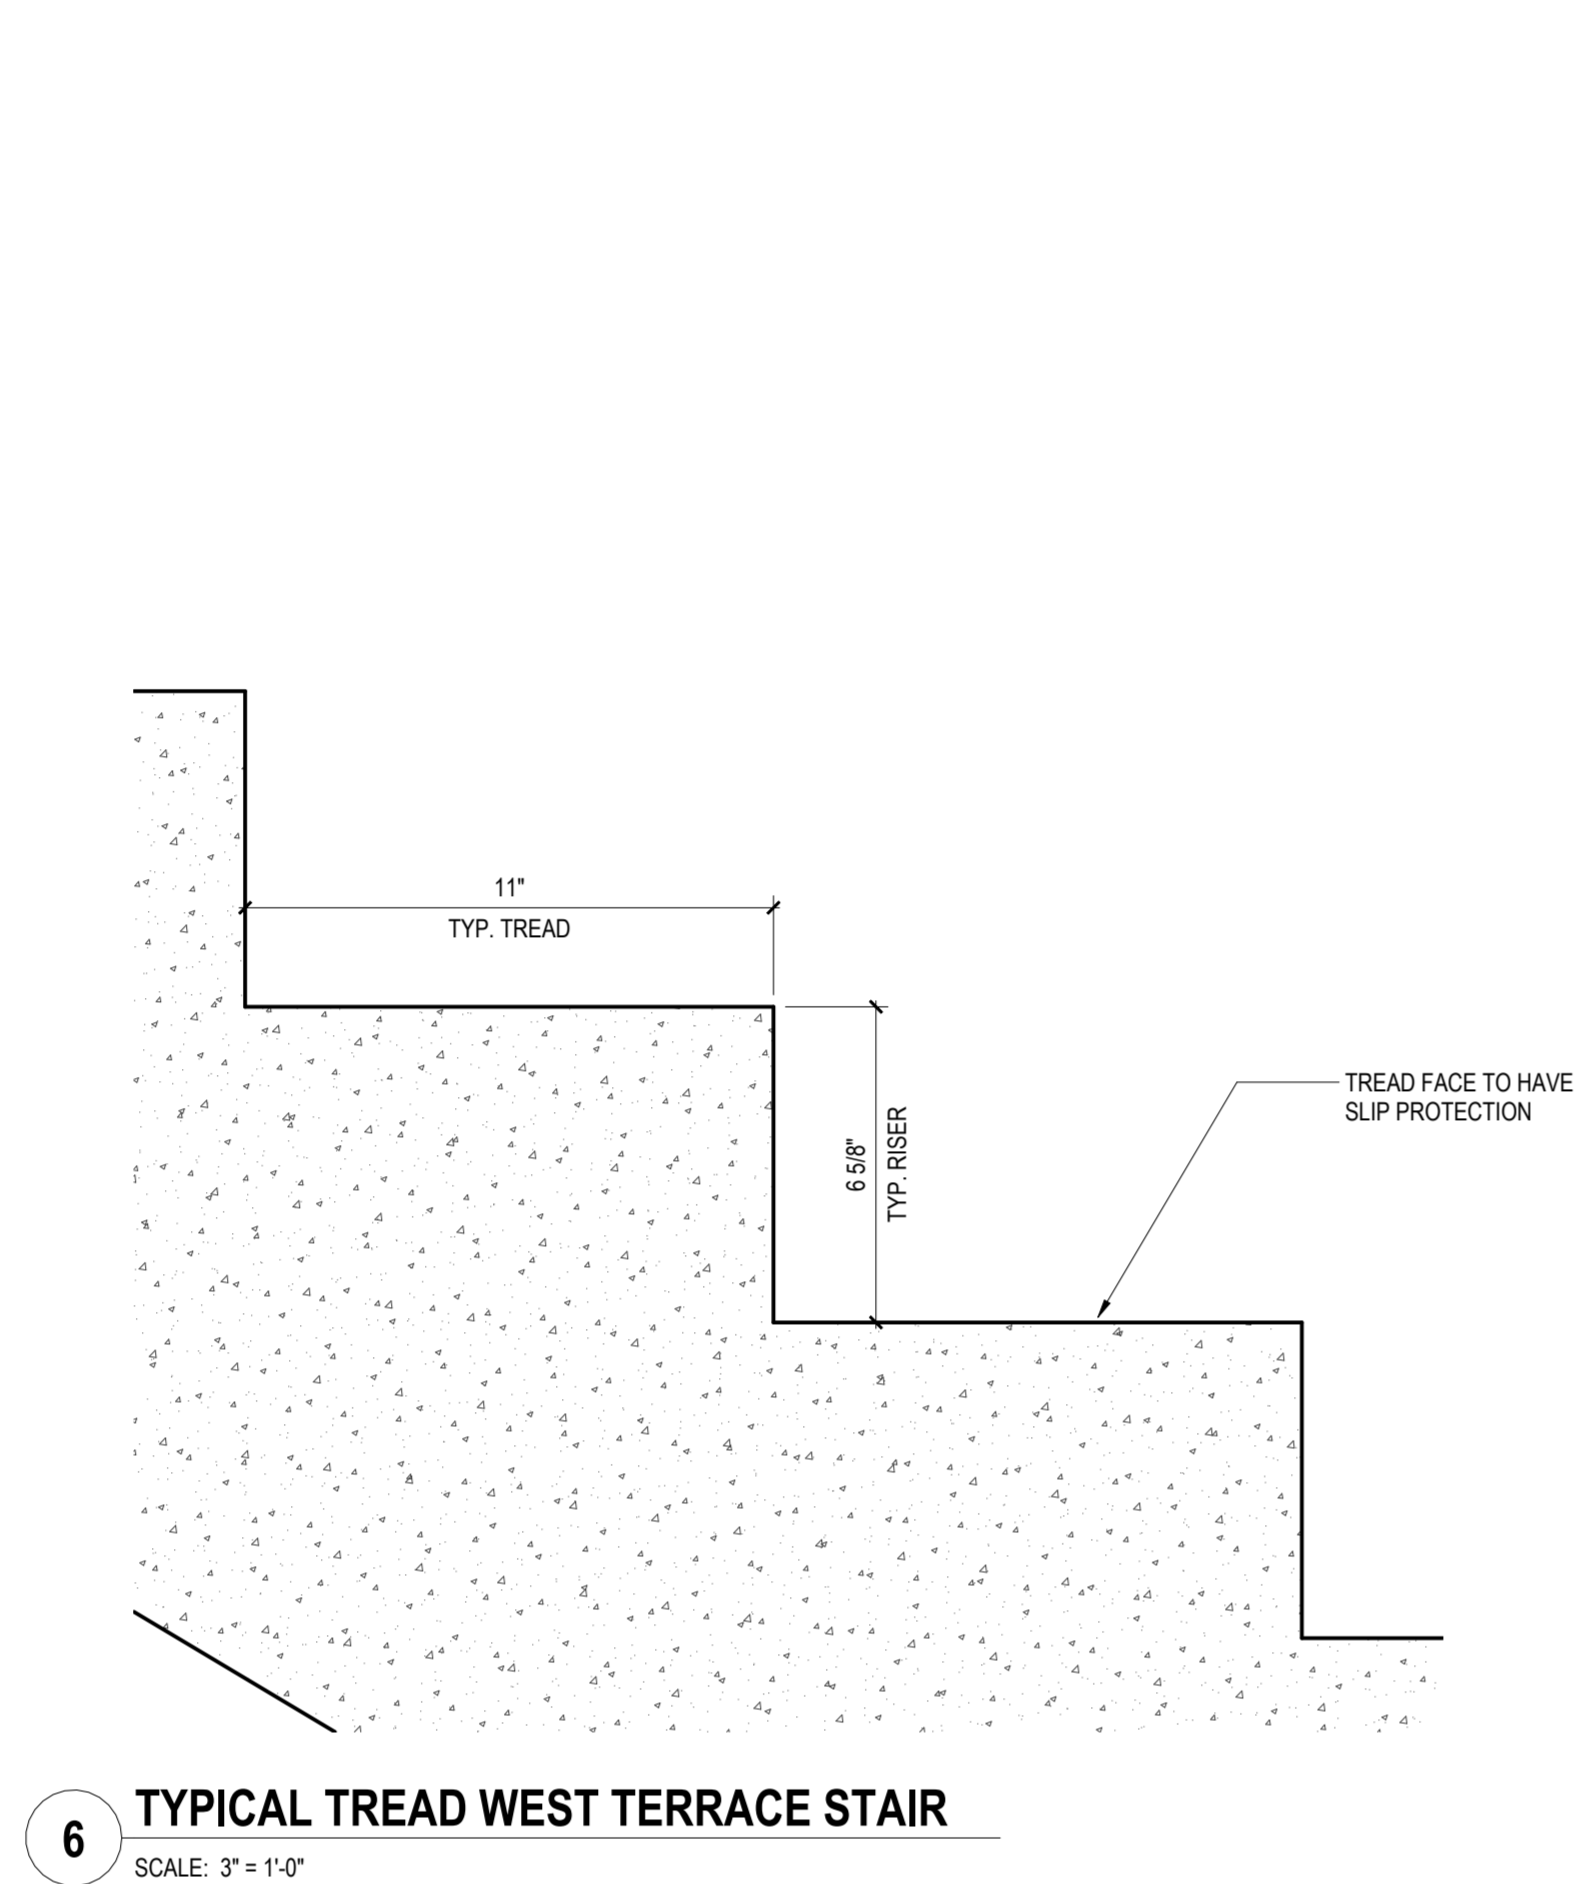 11"
TYP. TREAD
6 5/8"
TYP. RISER
TREAD FACE TO HAVE
SLIP PROTECTION
6
TYPICAL TREAD WEST TERRACE STAIR
SCALE: 3" = 1'-0"